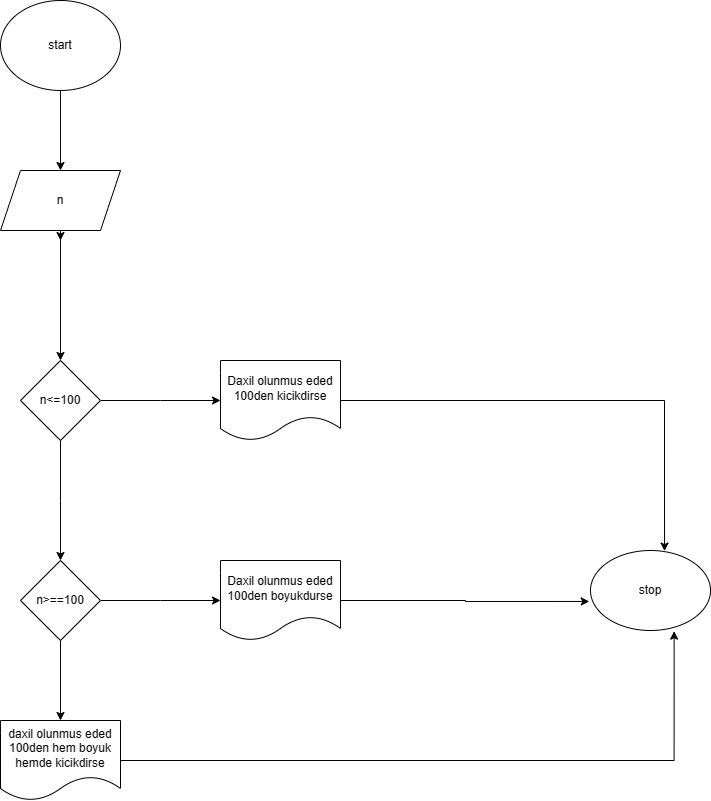 start
n
n<=100
Daxil olunmus eded
100den kicikdirse
n>==100
Daxil olunmus eded
100den boyukdurse
stop
daxil olunmus eded
100den hem boyuk
hemde kicikdirse